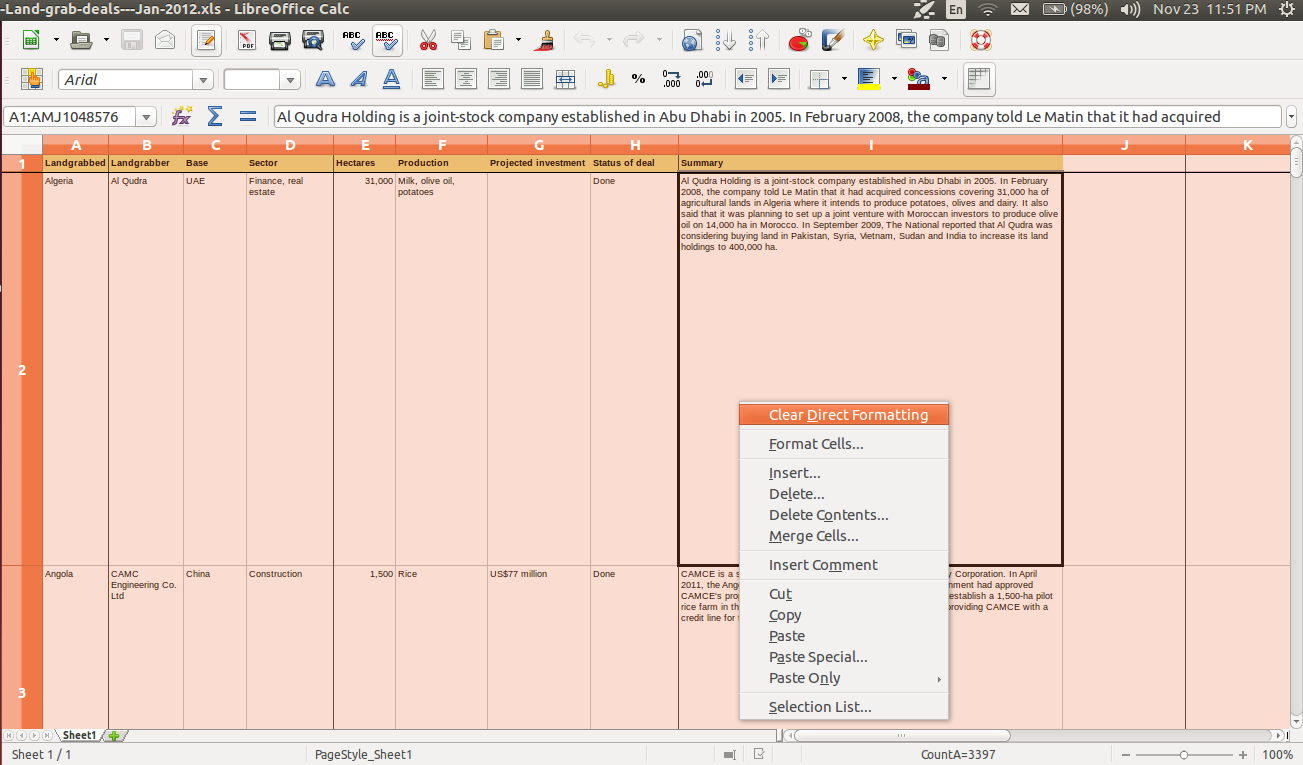 -Land-grab-deals---Jan-2012.xls - LibreOffice Calc
En (98%) Nov 23 11:51 PM
PDF ABC ABC
Arial % 0.000 .000
A1:AMJ1048576 Al Qudra Holding is a joint-stock company established in Abu Dhabi in 2005. In February 2008, the company told Le Matin that it had acquired
A B C D E F G H I J K
1 Landgrabbed Landgrabber Base Sector Hectares Production Projected investment Status of deal Summary
Algeria Al Qudra UAE Finance, real estate 31,000 Milk, olive oil, potatoes Done
Al Qudra Holding is a joint-stock company established in Abu Dhabi in 2005. In February
2008, the company told Le Matin that it had acquired concessions covering 31,000 ha of
agricultural lands in Algeria where it intends to produce potatoes, olives and dairy. It also
said that it was planning to set up a joint venture with Moroccan investors to produce olive
oil on 14,000 ha in Morocco. In September 2009, The National reported that Al Qudra was
considering buying land in Pakistan, Syria, Vietnam, Sudan and India to increase its land
holdings to 400,000 ha.
2
Angola CAMC Engineering Co. Ltd China Construction 1,500 Rice US$77 million Done
CAMCE is a s y Corporation. In April
2011, the Ang nment had approved
CAMCE's prop establish a 1,500-ha pilot
rice farm in th providing CAMCE with a
credit line for
3
Clear Direct Formatting
Format Cells...
Insert...
Delete...
Delete Contents...
Merge Cells...
Insert Comment
Cut
Copy
Paste
Paste Special...
Paste Only
Selection List...
Sheet1
Sheet 1 / 1 PageStyle_Sheet1 CountA=3397 100%